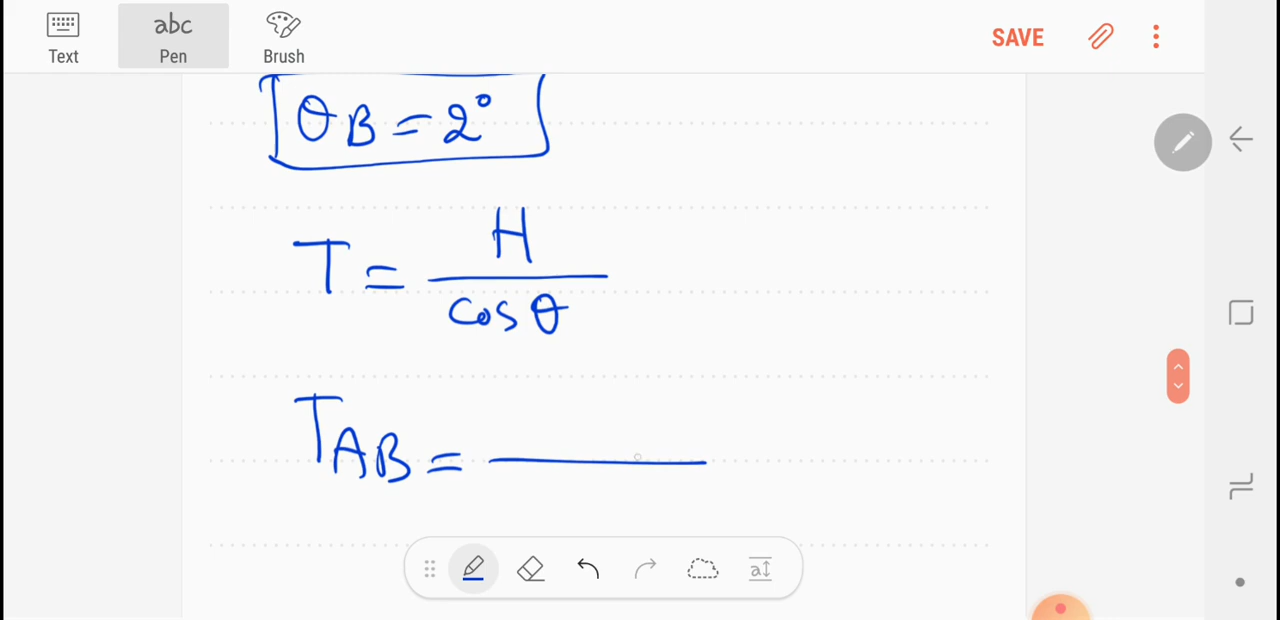 Text abc Pen Brush SAVE
θB = 2°
T = H / cos θ
TAB =
a